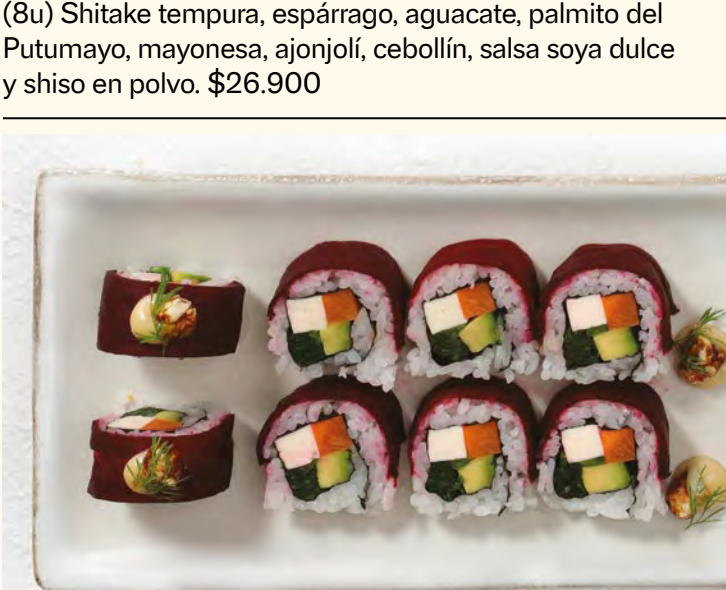 (8u) Shitake tempura, espárrago, aguacate, palmito del
Putumayo, mayonesa, ajonjolí, cebollín, salsa soya dulce
y shiso en polvo. $26.900